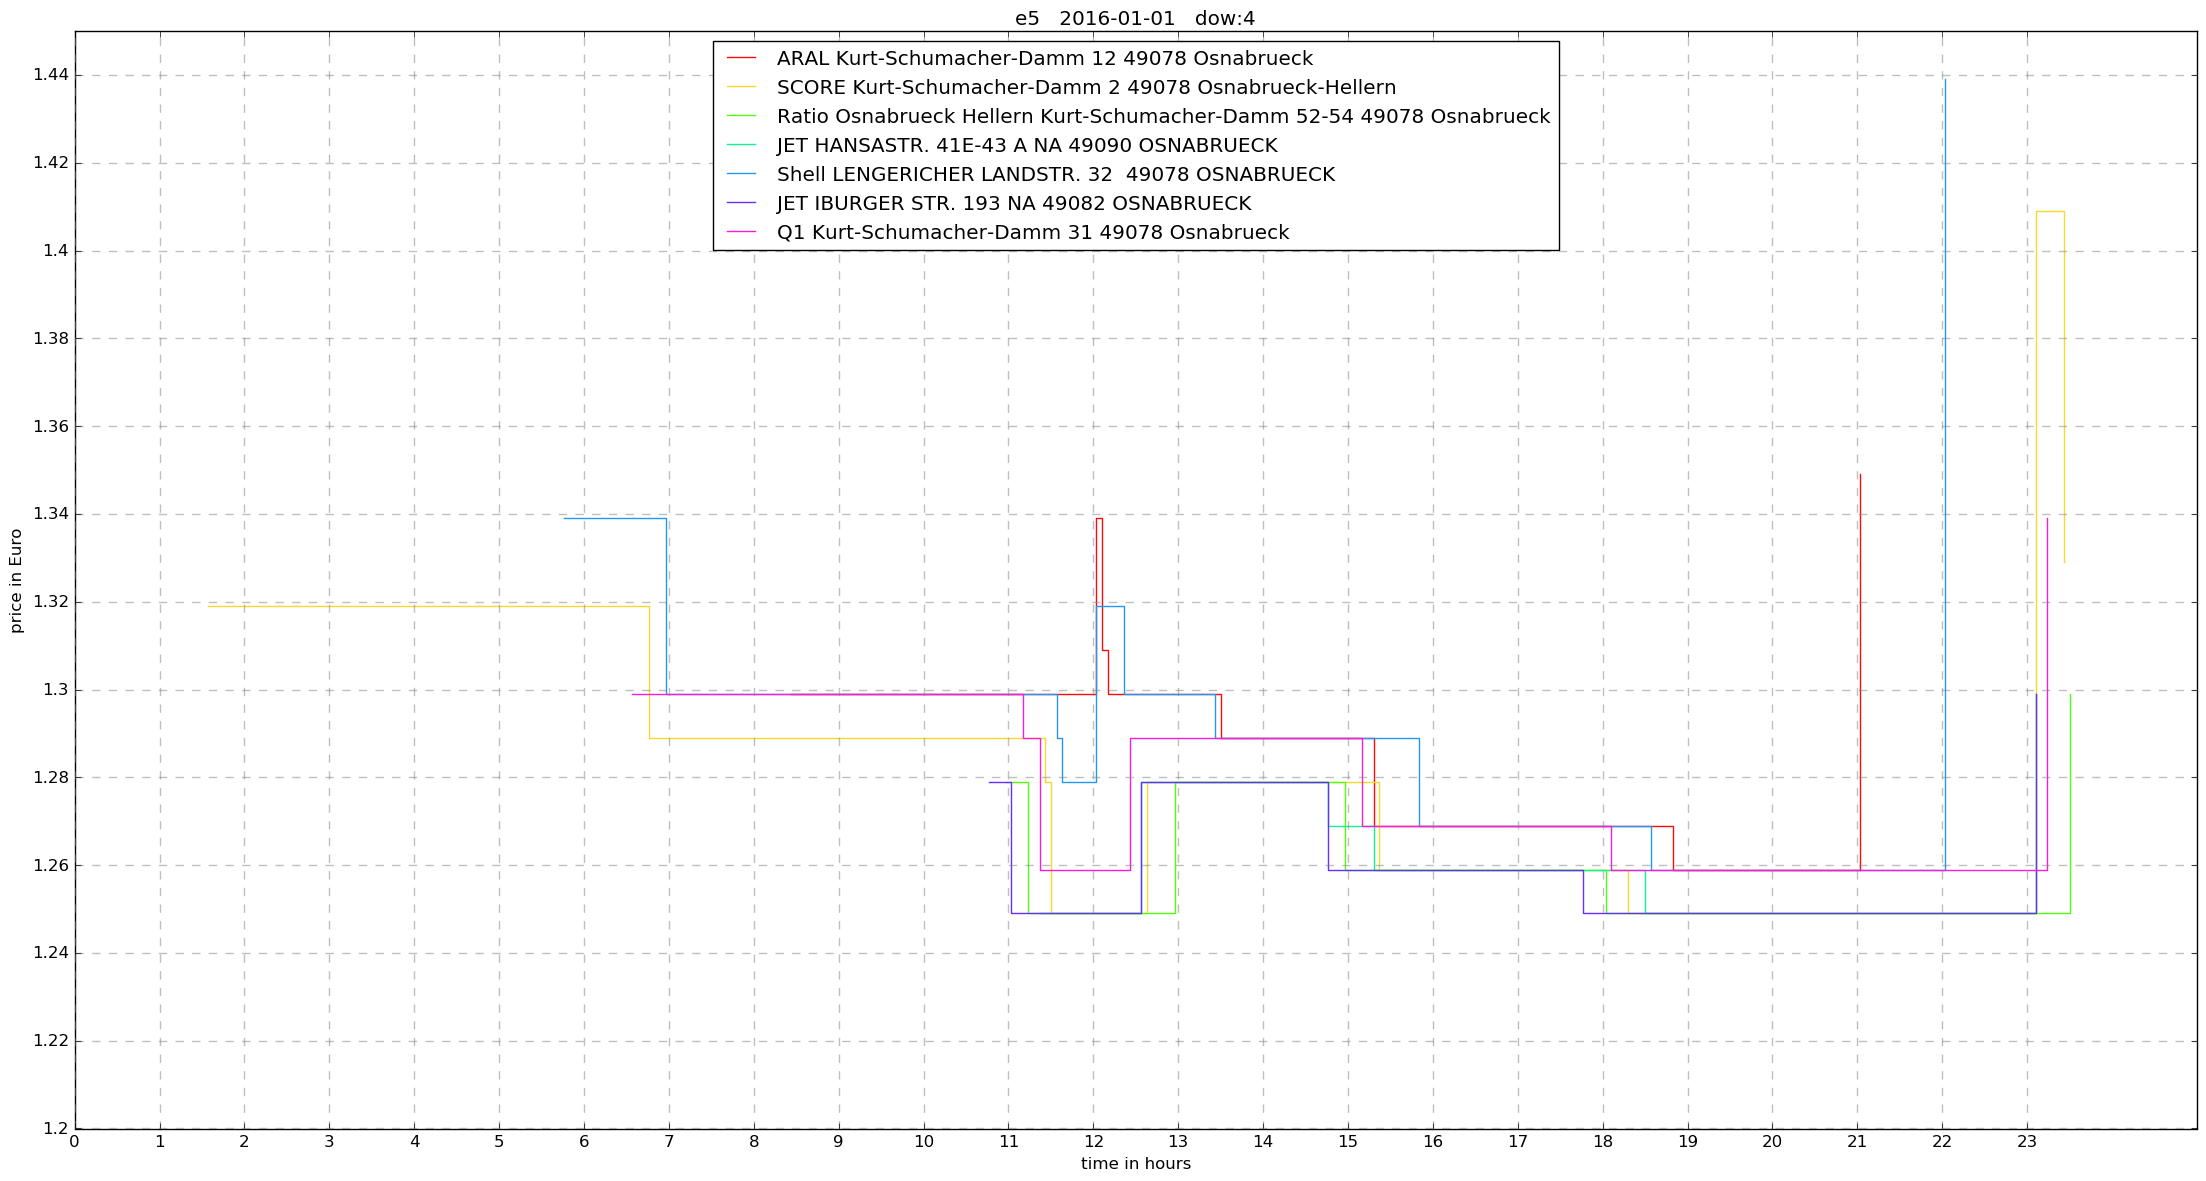 e5   2016-01-01   dow:4
ARAL Kurt-Schumacher-Damm 12 49078 Osnabrueck
SCORE Kurt-Schumacher-Damm 2 49078 Osnabrueck-Hellern
Ratio Osnabrueck Hellern Kurt-Schumacher-Damm 52-54 49078 Osnabrueck
JET HANSASTR. 41E-43 A NA 49090 OSNABRUECK
Shell LENGERICHER LANDSTR. 32  49078 OSNABRUECK
JET IBURGER STR. 193 NA 49082 OSNABRUECK
Q1 Kurt-Schumacher-Damm 31 49078 Osnabrueck
1.44
1.42
1.4
1.38
1.36
1.34
1.32
1.3
1.28
1.26
1.24
1.22
1.2
price in Euro
0 1 2 3 4 5 6 7 8 9 10 11 12 13 14 15 16 17 18 19 20 21 22 23
time in hours